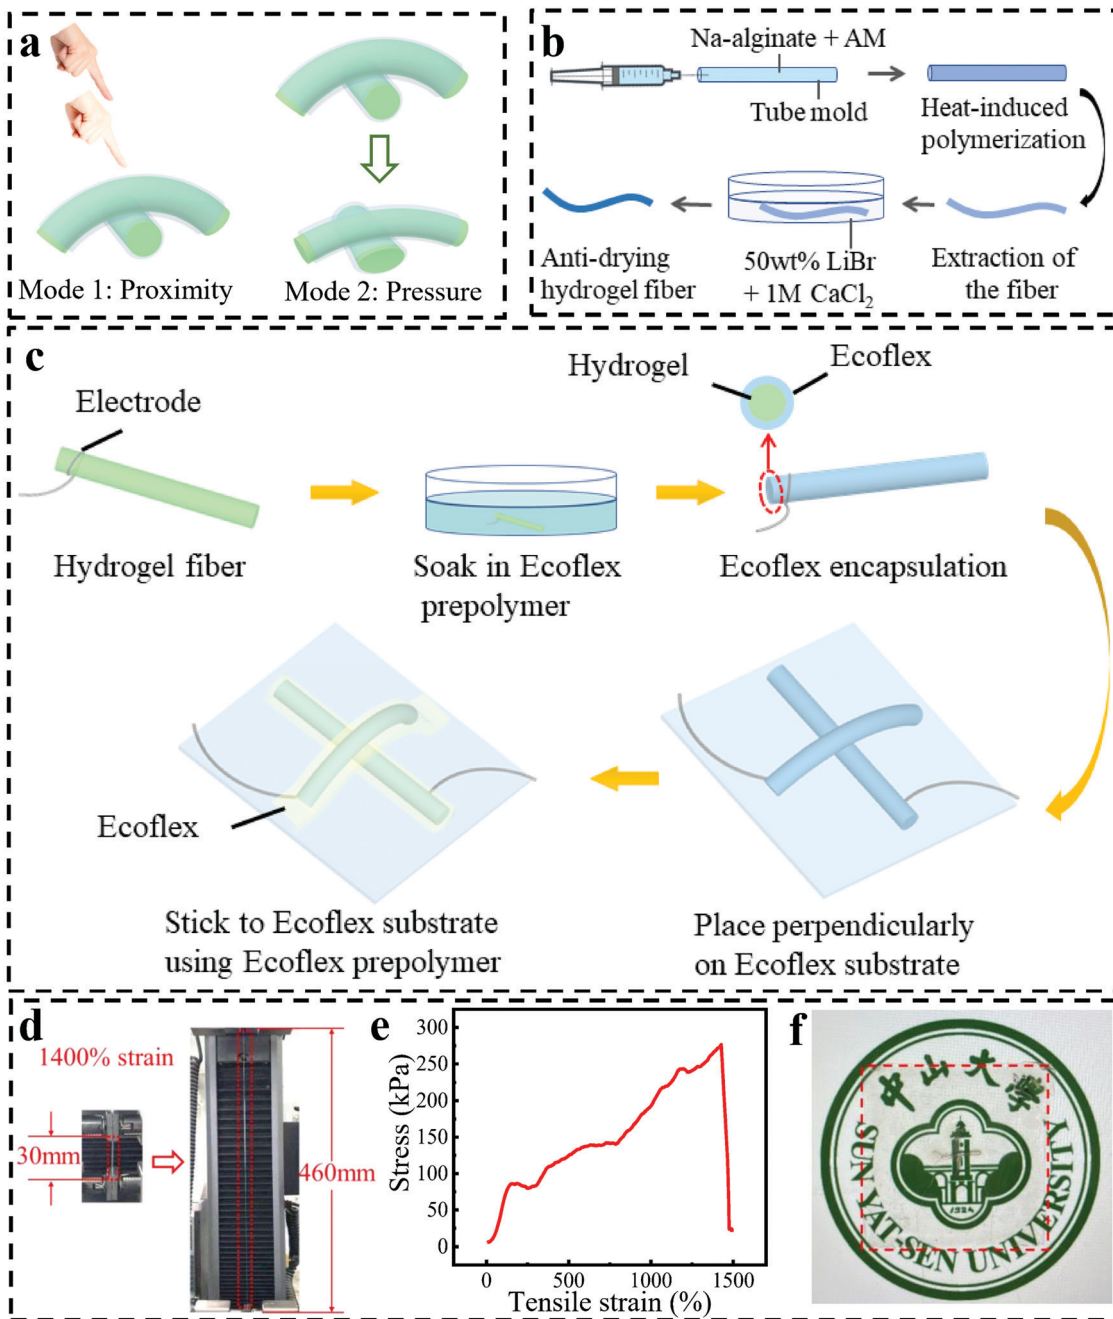 a
Mode 1: Proximity
Mode 2: Pressure
b
Na-alginate + AM
Tube mold
Heat-induced
polymerization
Anti-drying
hydrogel fiber
50wt% LiBr
+ 1M CaCl₂
Extraction of
the fiber
c
Electrode
Hydrogel
Ecoflex
Hydrogel fiber
Soak in Ecoflex
prepolymer
Ecoflex encapsulation
Ecoflex
Stick to Ecoflex substrate
using Ecoflex prepolymer
Place perpendicularly
on Ecoflex substrate
d
1400% strain
30mm
460mm
e
Stress (kPa)
300
250
200
150
100
50
0
0
500
1000
1500
Tensile strain (%)
f
中山大学
1924
SUN YAT-SEN UNIVERSITY